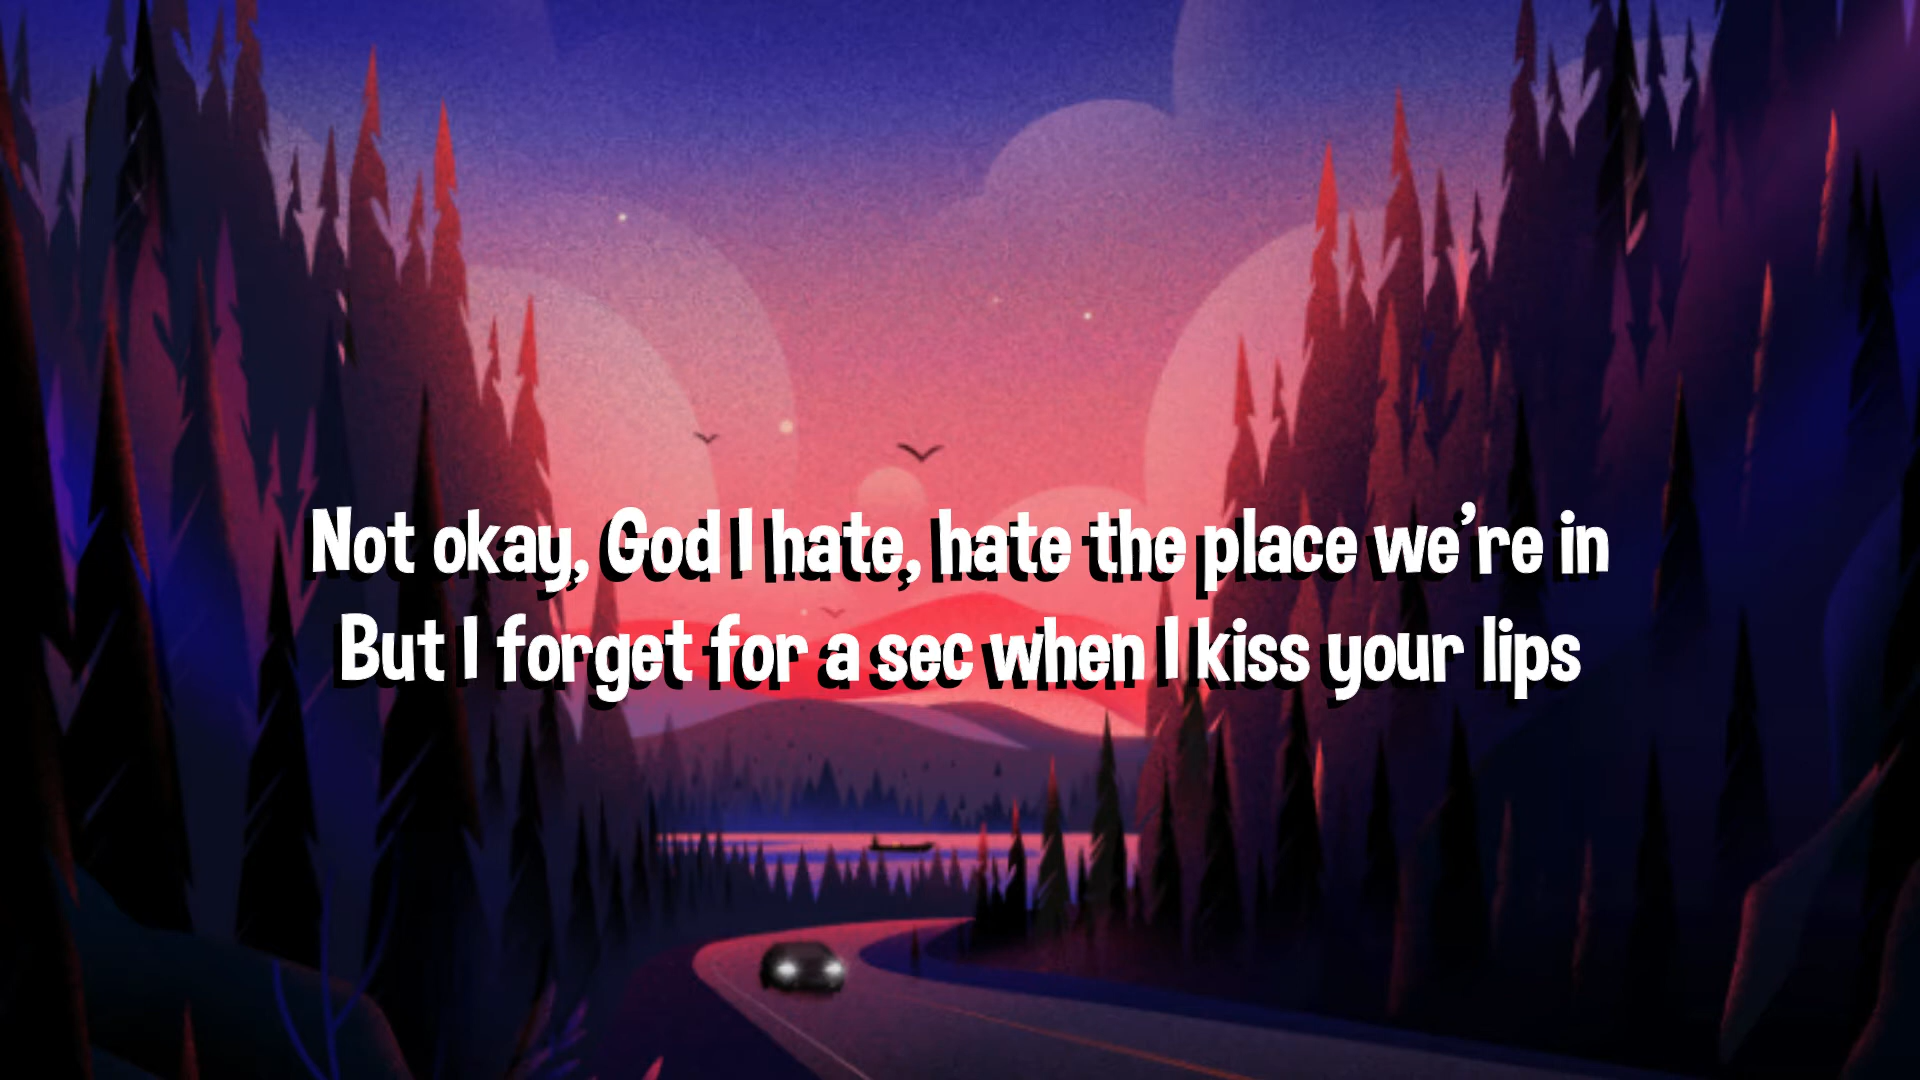 Not okay, God I hate, hate the place we're in
But I forget for a sec when I kiss your lips